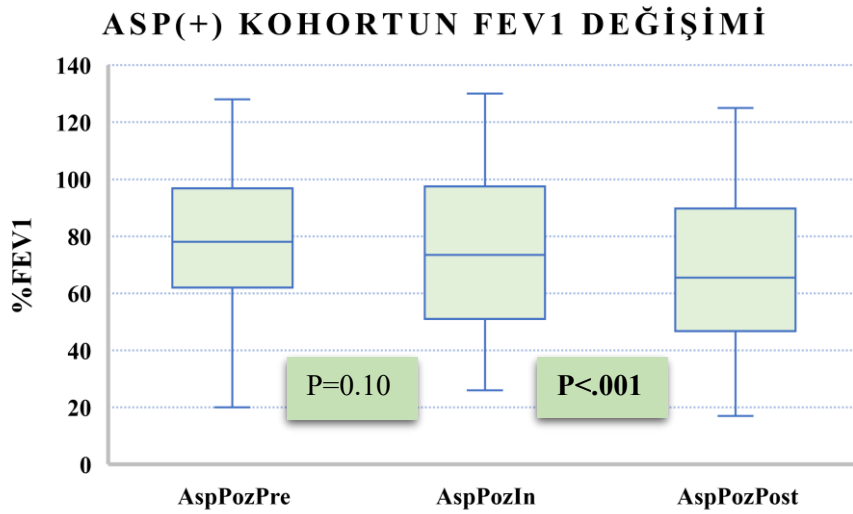 ASP(+) KOHORTUN FEV1 DEĞİŞİMİ
140
120
100
80
60
40
20
0
%FEV1
P=0.10
P<.001
AspPozPre
AspPozIn
AspPozPost